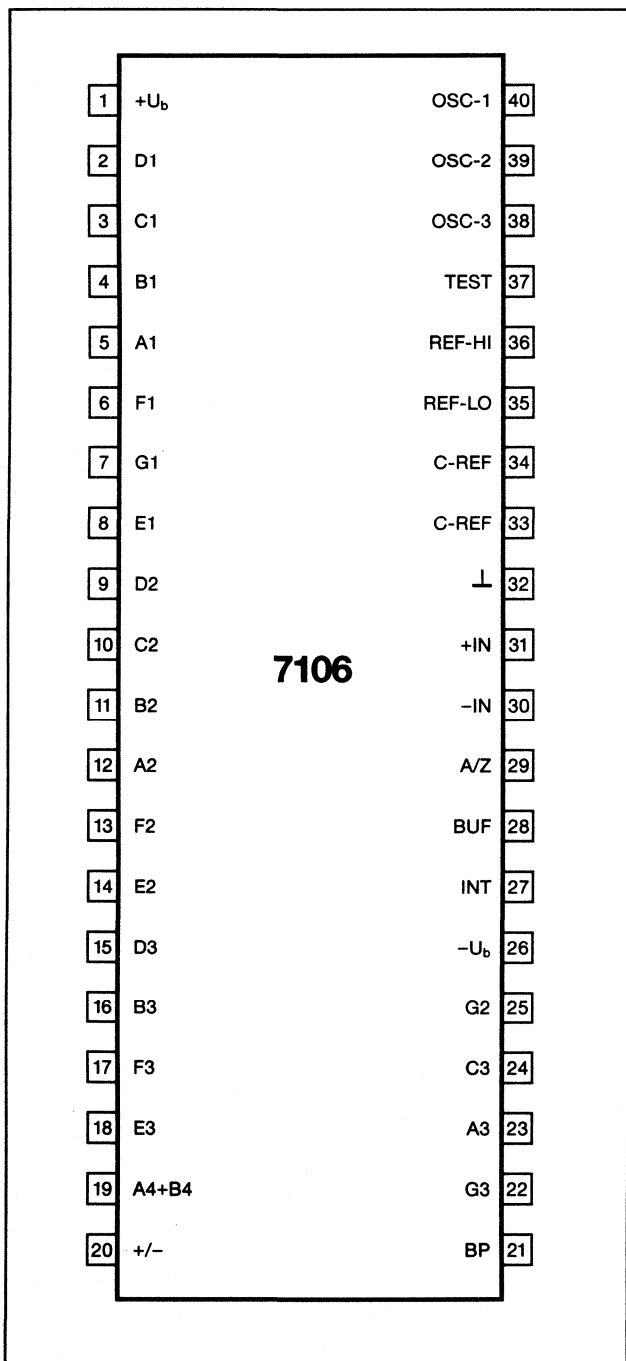 1 +Ub OSC-1 40
2 D1 OSC-2 39
3 C1 OSC-3 38
4 B1 TEST 37
5 A1 REF-HI 36
6 F1 REF-LO 35
7 G1 C-REF 34
8 E1 C-REF 33
9 D2 ⊥ 32
10 C2 +IN 31
7106
11 B2 −IN 30
12 A2 A/Z 29
13 F2 BUF 28
14 E2 INT 27
15 D3 −Ub 26
16 B3 G2 25
17 F3 C3 24
18 E3 A3 23
19 A4+B4 G3 22
20 +/− BP 21